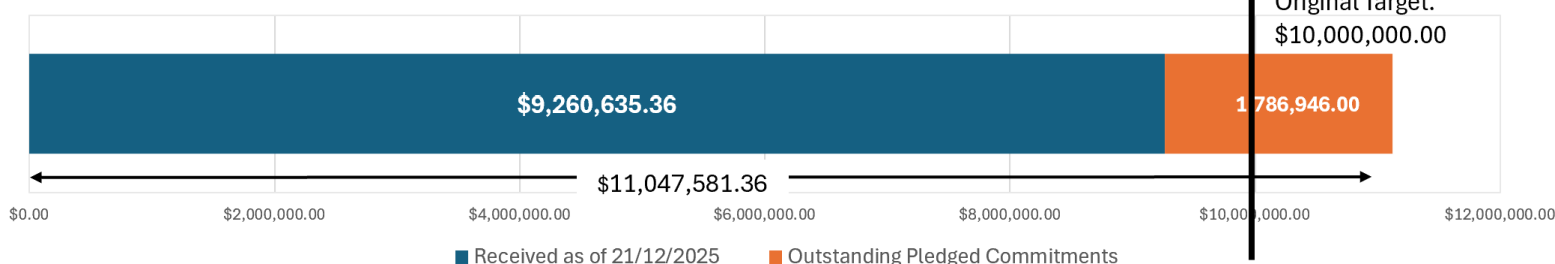 Original Target:
$10,000,000.00
$9,260,635.36
1,786,946.00
$11,047,581.36
$0.00 $2,000,000.00 $4,000,000.00 $6,000,000.00 $8,000,000.00 $10,000,000.00 $12,000,000.00
Received as of 21/12/2025 Outstanding Pledged Commitments